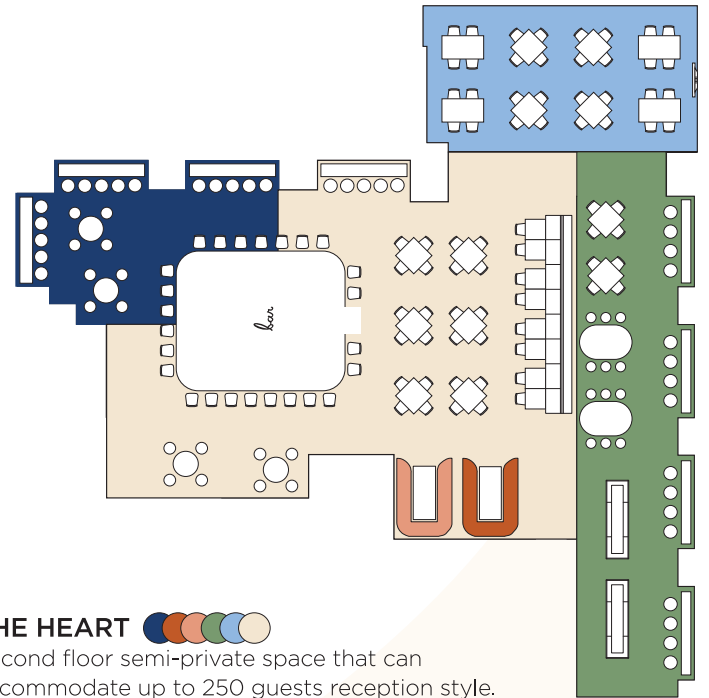 bar
HE HEART
cond floor semi-private space that can
commodate up to 250 guests reception style.